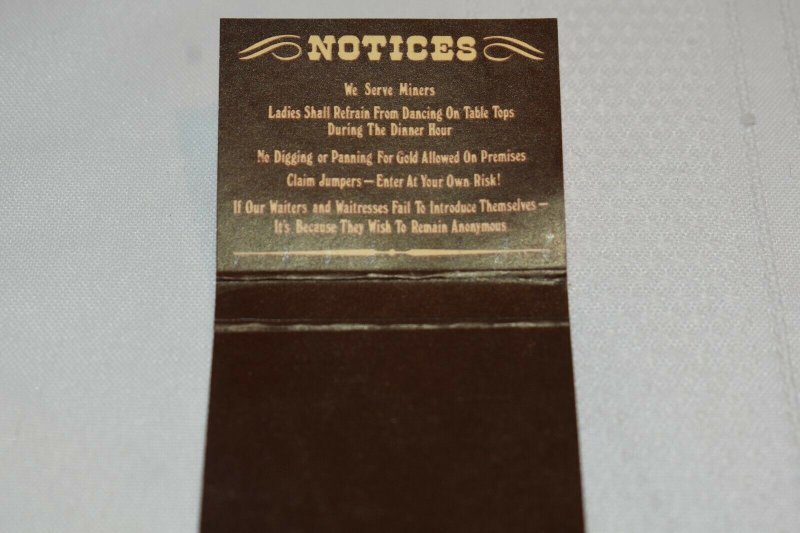 NOTICES
We Serve Miners
Ladies Shall Refrain From Dancing On Table Tops
During The Dinner Hour
No Digging or Panning For Gold Allowed On Premises
Claim Jumpers — Enter At Your Own Risk!
If Our Waiters and Waitresses Fail To Introduce Themselves —
It's Because They Wish To Remain Anonymous